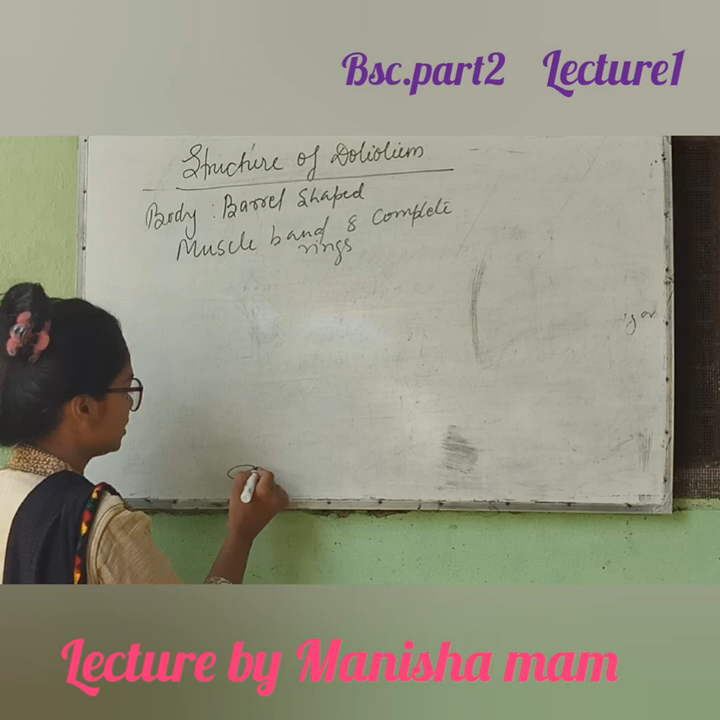 Bsc.part2 Lecture1
Structure of Doliolum
Body : Barrel Shaped
Muscle band 8 complete
rings
Lecture by Manisha mam